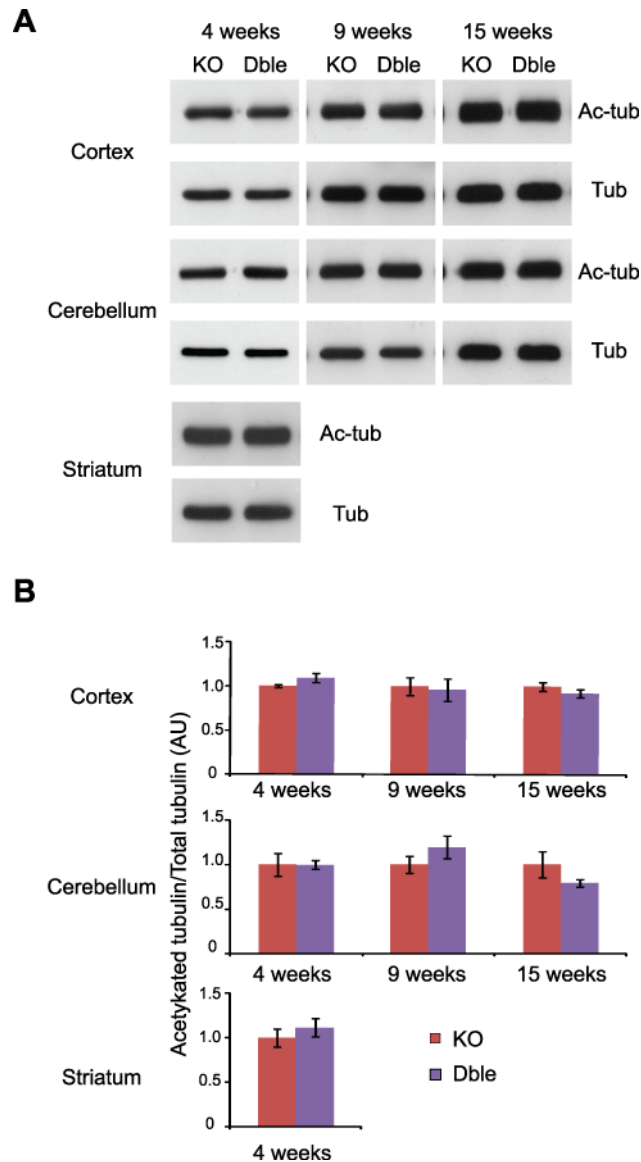 A
4 weeks 9 weeks 15 weeks
KO Dble KO Dble KO Dble
Ac-tub
Cortex
Tub
Ac-tub
Cerebellum
Tub
Ac-tub
Striatum
Tub
B
Acetykated tubulin/Total tubulin (AU)
1.5
Cortex
1.0
0.5
0
4 weeks 9 weeks 15 weeks
1.5
Cerebellum
1.0
0.5
0
4 weeks 9 weeks 15 weeks
1.5
1.0
KO
Striatum
0.5
Dble
4 weeks